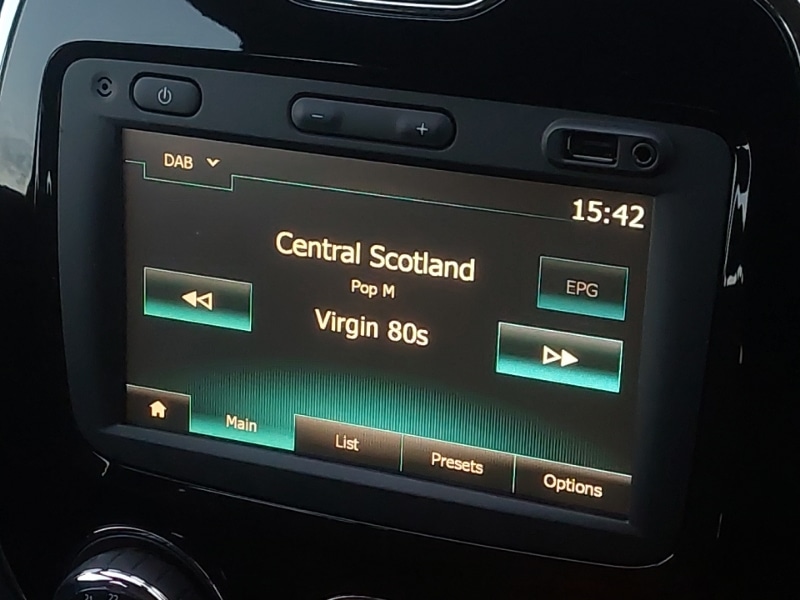 DAB
15:42
Central Scotland
Pop M
EPG
Virgin 80s
Main
List
Presets
Options